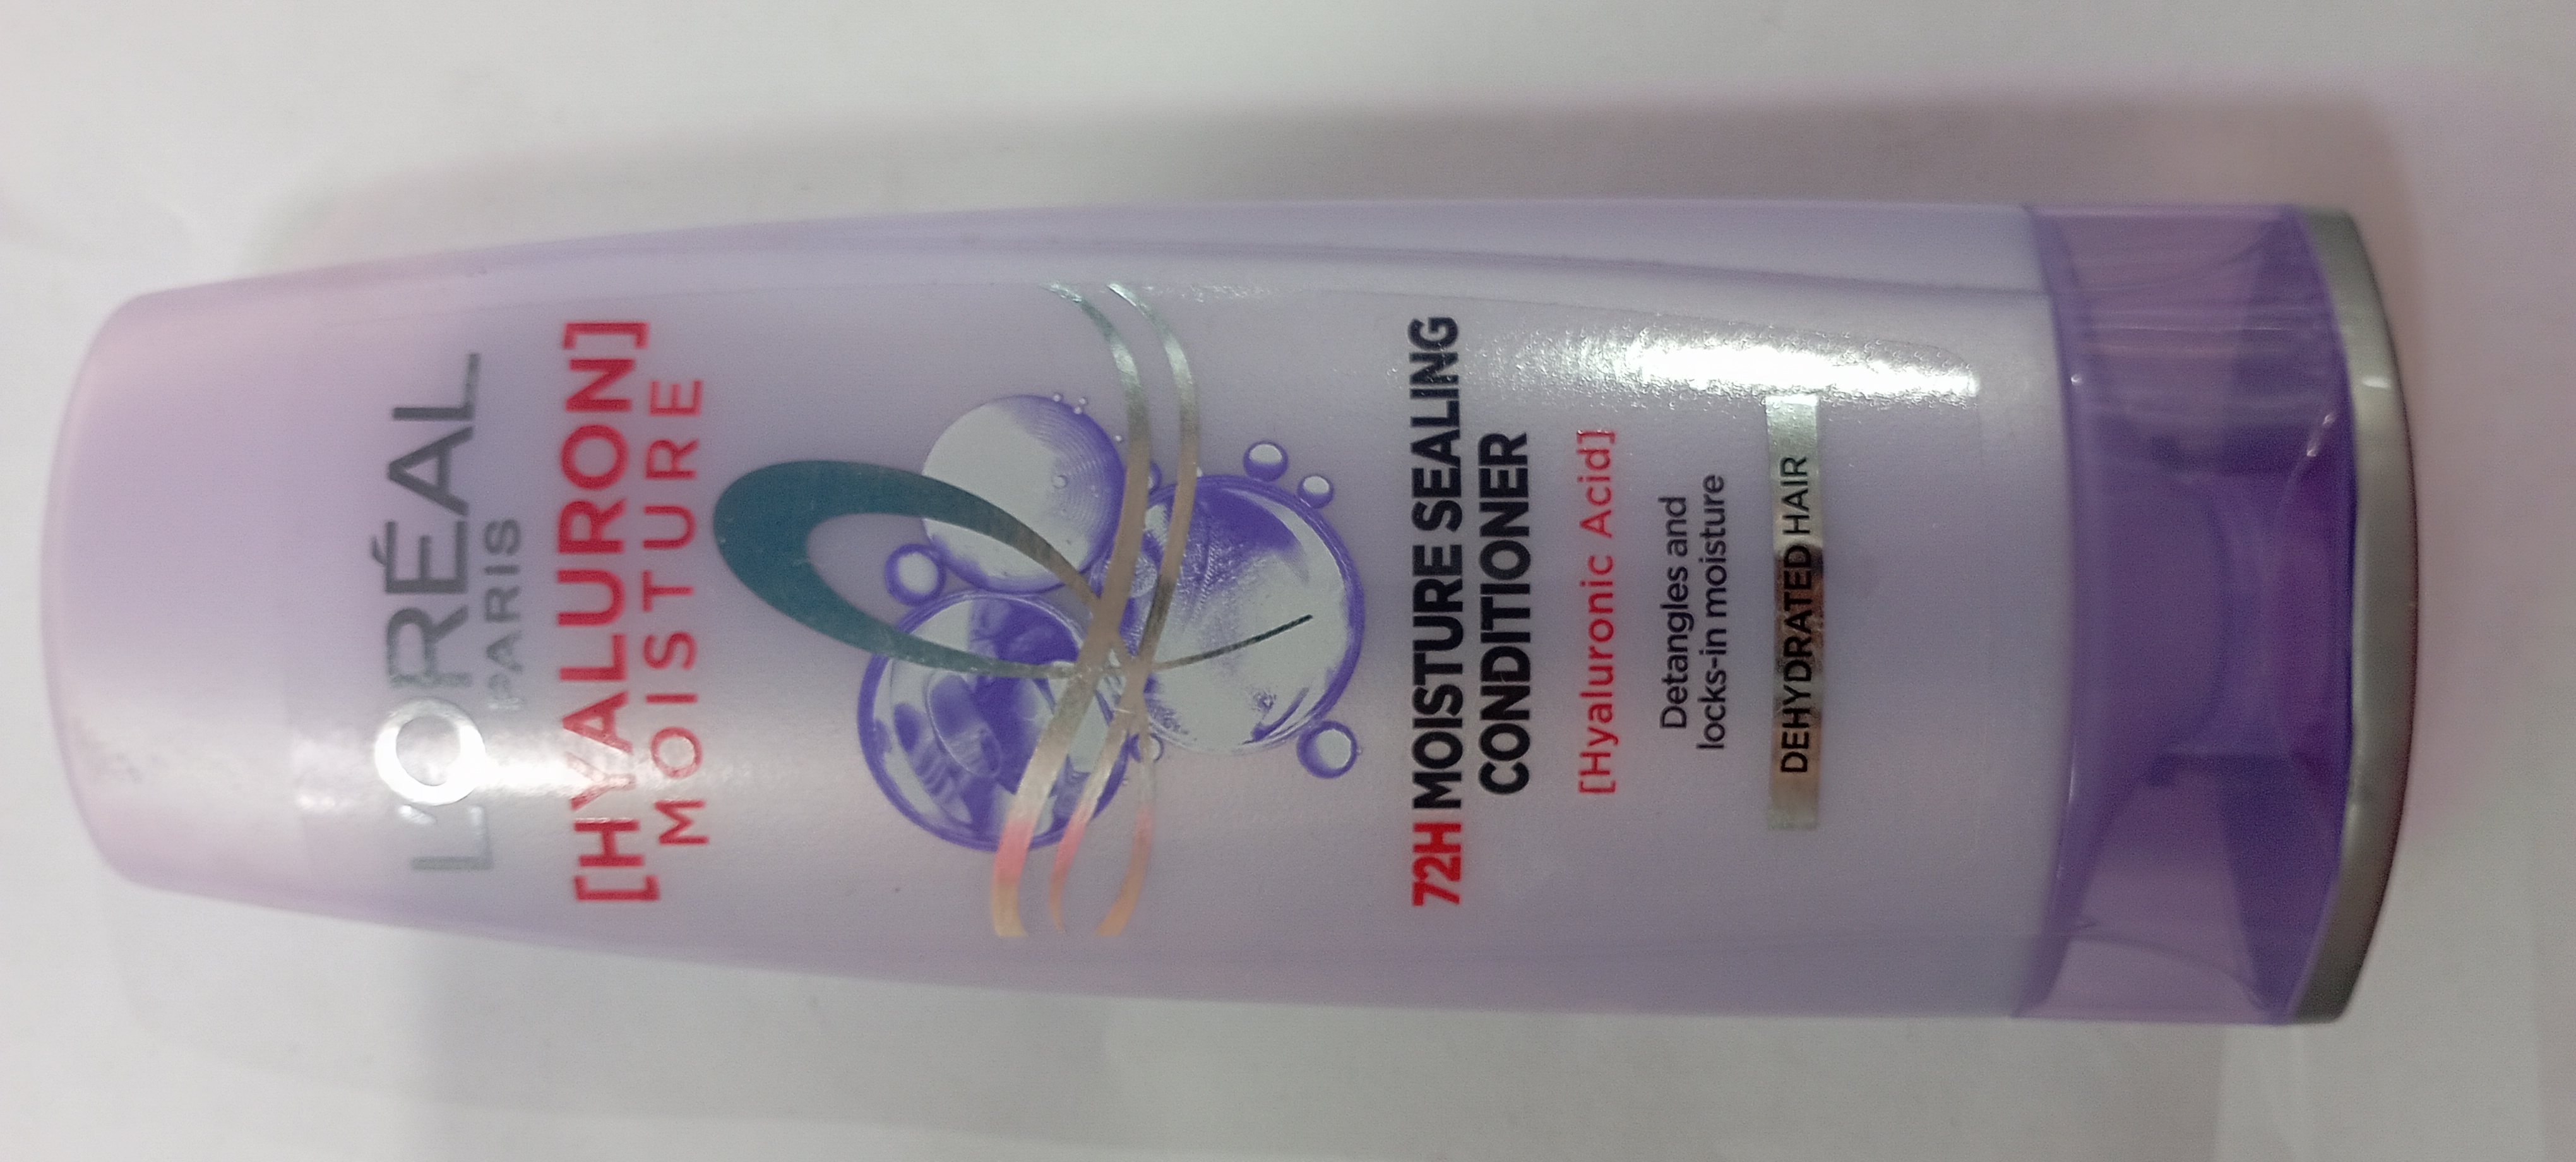 L'ORÉAL
PARIS
[HYALURON]
MOISTURE
72H MOISTURE SEALING
CONDITIONER
[Hyaluronic Acid]
Detangles and
locks-in moisture
DEHYDRATED HAIR